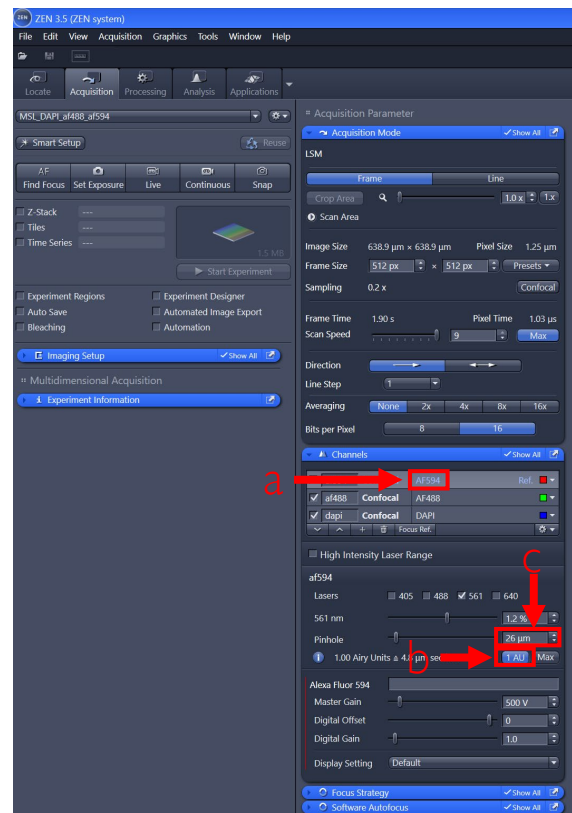 ZEN 3.5 (ZEN system)
File Edit View Acquisition Graphics Tools Window Help
Locate Acquisition Processing Analysis Applications
MSL_DAPI_af488_af594
Smart Setup Reuse
AF
Find Focus Set Exposure Live Continuous Snap
Z-Stack ---
Tiles ---
Time Series ---
1.5 MB
Start Experiment
Experiment Regions Experiment Designer
Auto Save Automated Image Export
Bleaching Automation
Imaging Setup Show All
Multidimensional Acquisition
Experiment Information
Acquisition Parameter
Acquisition Mode Show All
LSM
Frame Line
Crop Area 1.0 x 1.x
Scan Area
Image Size 638.9 µm × 638.9 µm Pixel Size 1.25 µm
Frame Size 512 px × 512 px Presets
Sampling 0.2 x Confocal
Frame Time 1.90 s Pixel Time 1.03 µs
Scan Speed 9 Max
Direction
Line Step 1
Averaging None 2x 4x 8x 16x
Bits per Pixel 8 16
Channels Show All
a AF594 Ref.
af488 Confocal AF488
dapi Confocal DAPI
Focus Ref.
High Intensity Laser Range
c
af594
Lasers 405 488 561 640
561 nm 1.2 %
Pinhole 26 µm
1.00 Airy Units ≙ 4.8 µm sec b 1 AU Max
Alexa Fluor 594
Master Gain 500 V
Digital Offset 0
Digital Gain 1.0
Display Setting Default
Focus Strategy Show All
Software Autofocus Show All